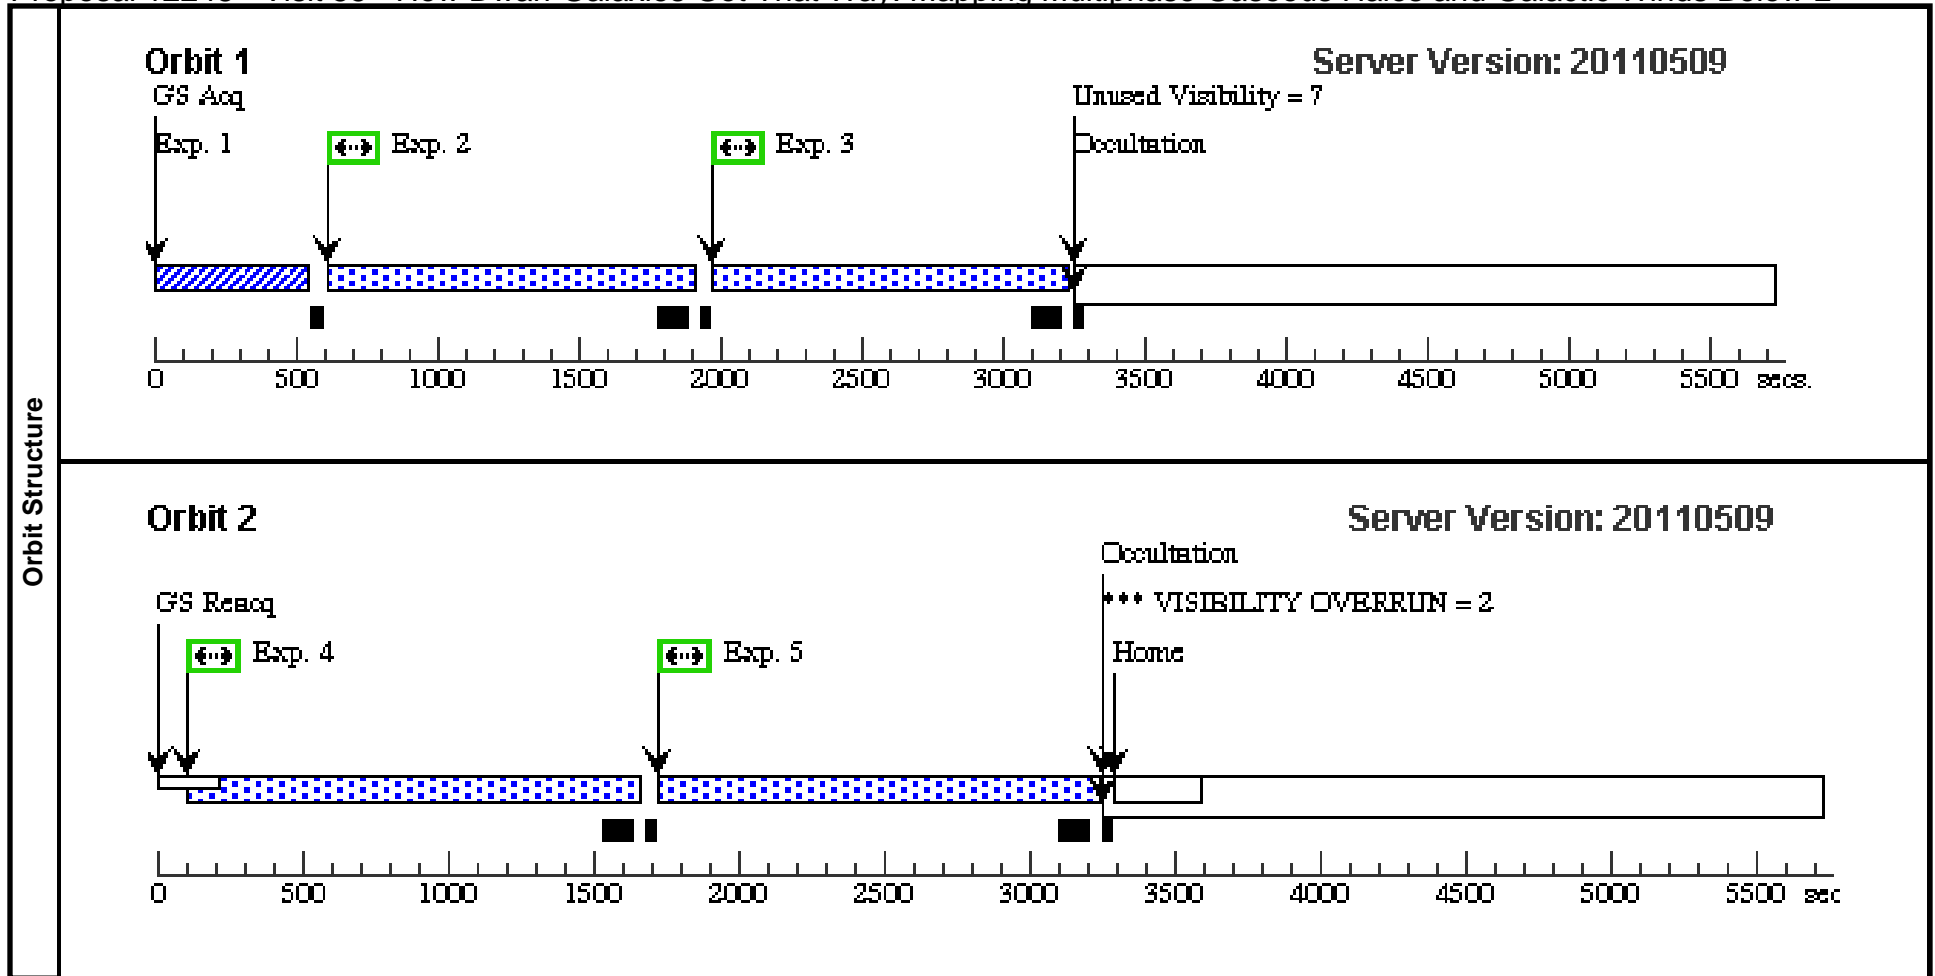 Orbit Structure
Orbit 1
Server Version: 20110509
GS Acq
Unused Visibility = 7
Exp. 1
Exp. 2
Exp. 3
Occultation
0 500 1000 1500 2000 2500 3000 3500 4000 4500 5000 5500 secs.
Orbit 2
Server Version: 20110509
Occultation
GS Reacq
*** VISIBILITY OVERRUN = 2
Exp. 4
Exp. 5
Home
0 500 1000 1500 2000 2500 3000 3500 4000 4500 5000 5500 sec